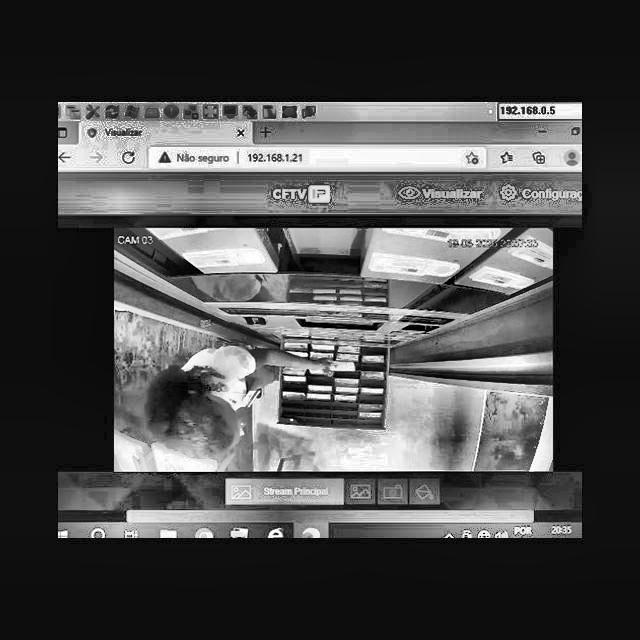 192.168.0.5
Visualizar
Não seguro | 192.168.1.21
CFTV IP Visualizar Configuraç
CAM 03
Stream Principal
POR 20:35